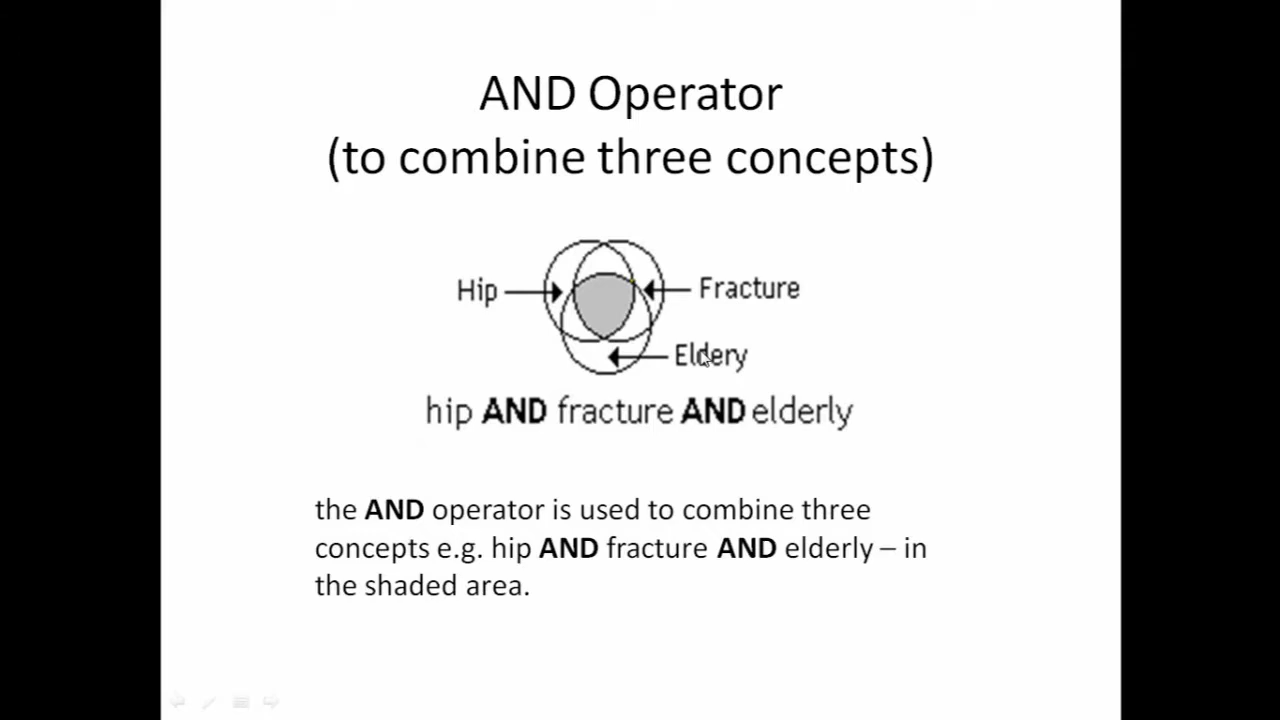 AND Operator
(to combine three concepts)
Hip
Fracture
Eldery
hip AND fracture AND elderly
the AND operator is used to combine three
concepts e.g. hip AND fracture AND elderly – in
the shaded area.